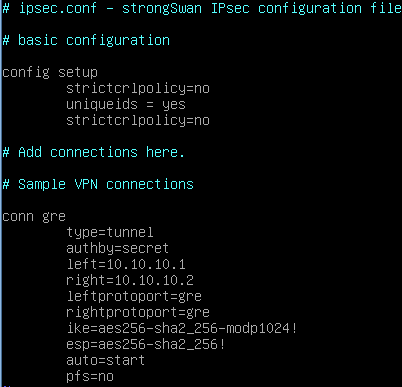 # ipsec.conf - strongSwan IPsec configuration file
# basic configuration
config setup
strictcrlpolicy=no
uniqueids = yes
strictcrlpolicy=no
# Add connections here.
# Sample VPN connections
conn gre
type=tunnel
authby=secret
left=10.10.10.1
right=10.10.10.2
leftprotoport=gre
rightprotoport=gre
ike=aes256-sha2_256-modp1024!
esp=aes256-sha2_256!
auto=start
pfs=no